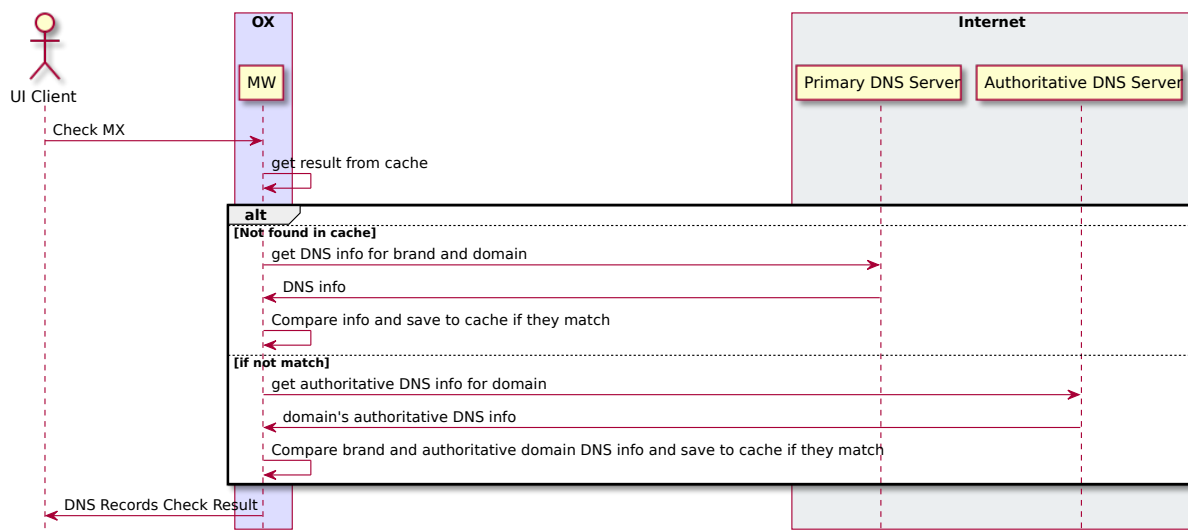 OX
Internet
UI Client
MW
Primary DNS Server
Authoritative DNS Server
Check MX
get result from cache
alt
[Not found in cache]
get DNS info for brand and domain
DNS info
Compare info and save to cache if they match
[if not match]
get authoritative DNS info for domain
domain's authoritative DNS info
Compare brand and authoritative domain DNS info and save to cache if they match
DNS Records Check Result